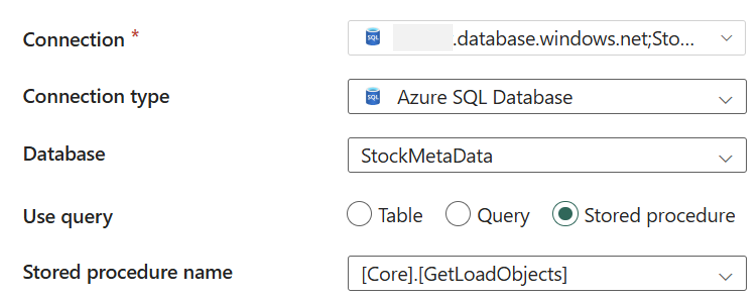 Connection * .database.windows.net;Sto...
Connection type Azure SQL Database
Database StockMetaData
Use query Table Query Stored procedure
Stored procedure name [Core].[GetLoadObjects]